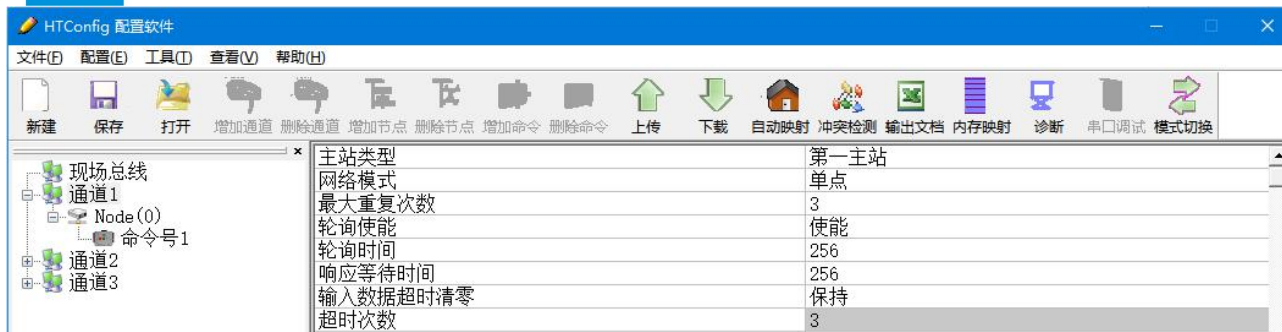 HTConfig 配置软件
文件(F) 配置(E) 工具(T) 查看(V) 帮助(H)
新建 保存 打开 增加通道 删除通道 增加节点 删除节点 增加命令 删除命令 上传 下载 自动映射 冲突检测 输出文档 内存映射 诊断 串口调试 模式切换
现场总线
通道1
Node(0)
命令号1
通道2
通道3
主站类型 第一主站
网络模式 单点
最大重复次数 3
轮询使能 使能
轮询时间 256
响应等待时间 256
输入数据超时清零 保持
超时次数 3